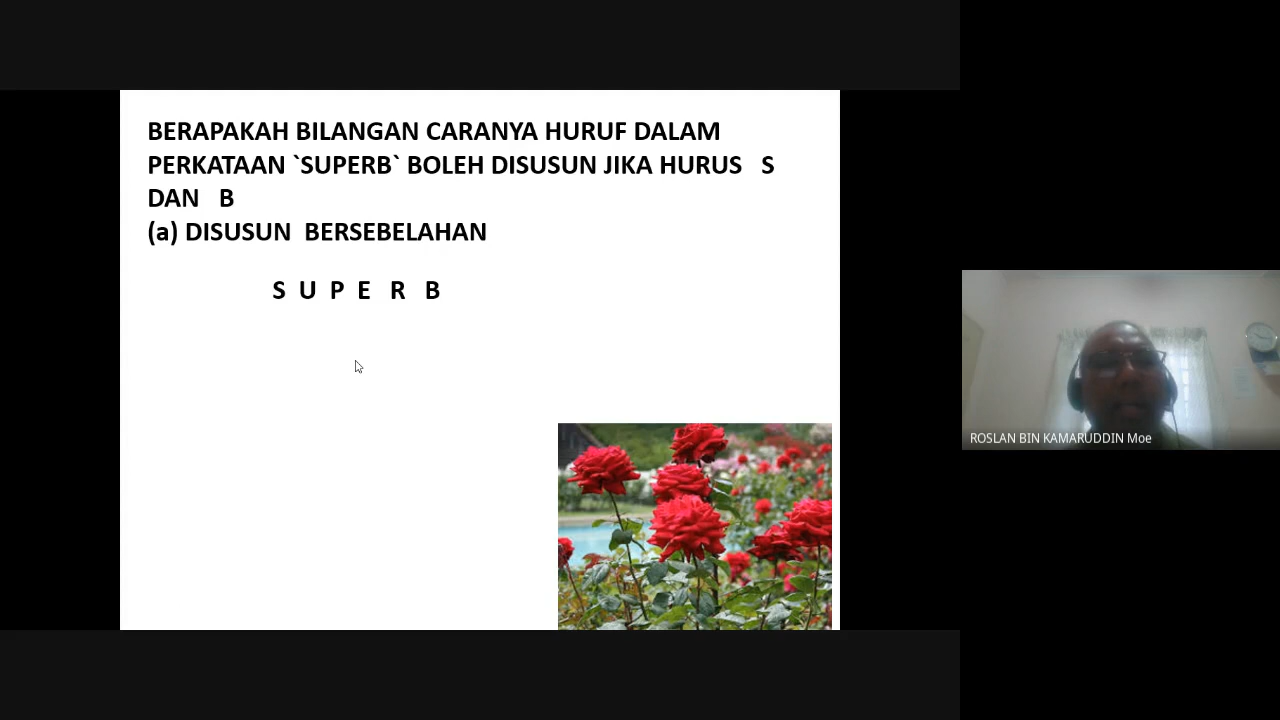 BERAPAKAH BILANGAN CARANYA HURUF DALAM
PERKATAAN `SUPERB` BOLEH DISUSUN JIKA HURUS S
DAN B
(a) DISUSUN BERSEBELAHAN
S U P E R B
ROSLAN BIN KAMARUDDIN Moe